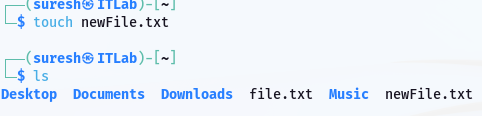 ┌──(suresh㉿ITLab)-[~]
└─$ touch newFile.txt
┌──(suresh㉿ITLab)-[~]
└─$ ls
Desktop  Documents  Downloads  file.txt  Music  newFile.txt